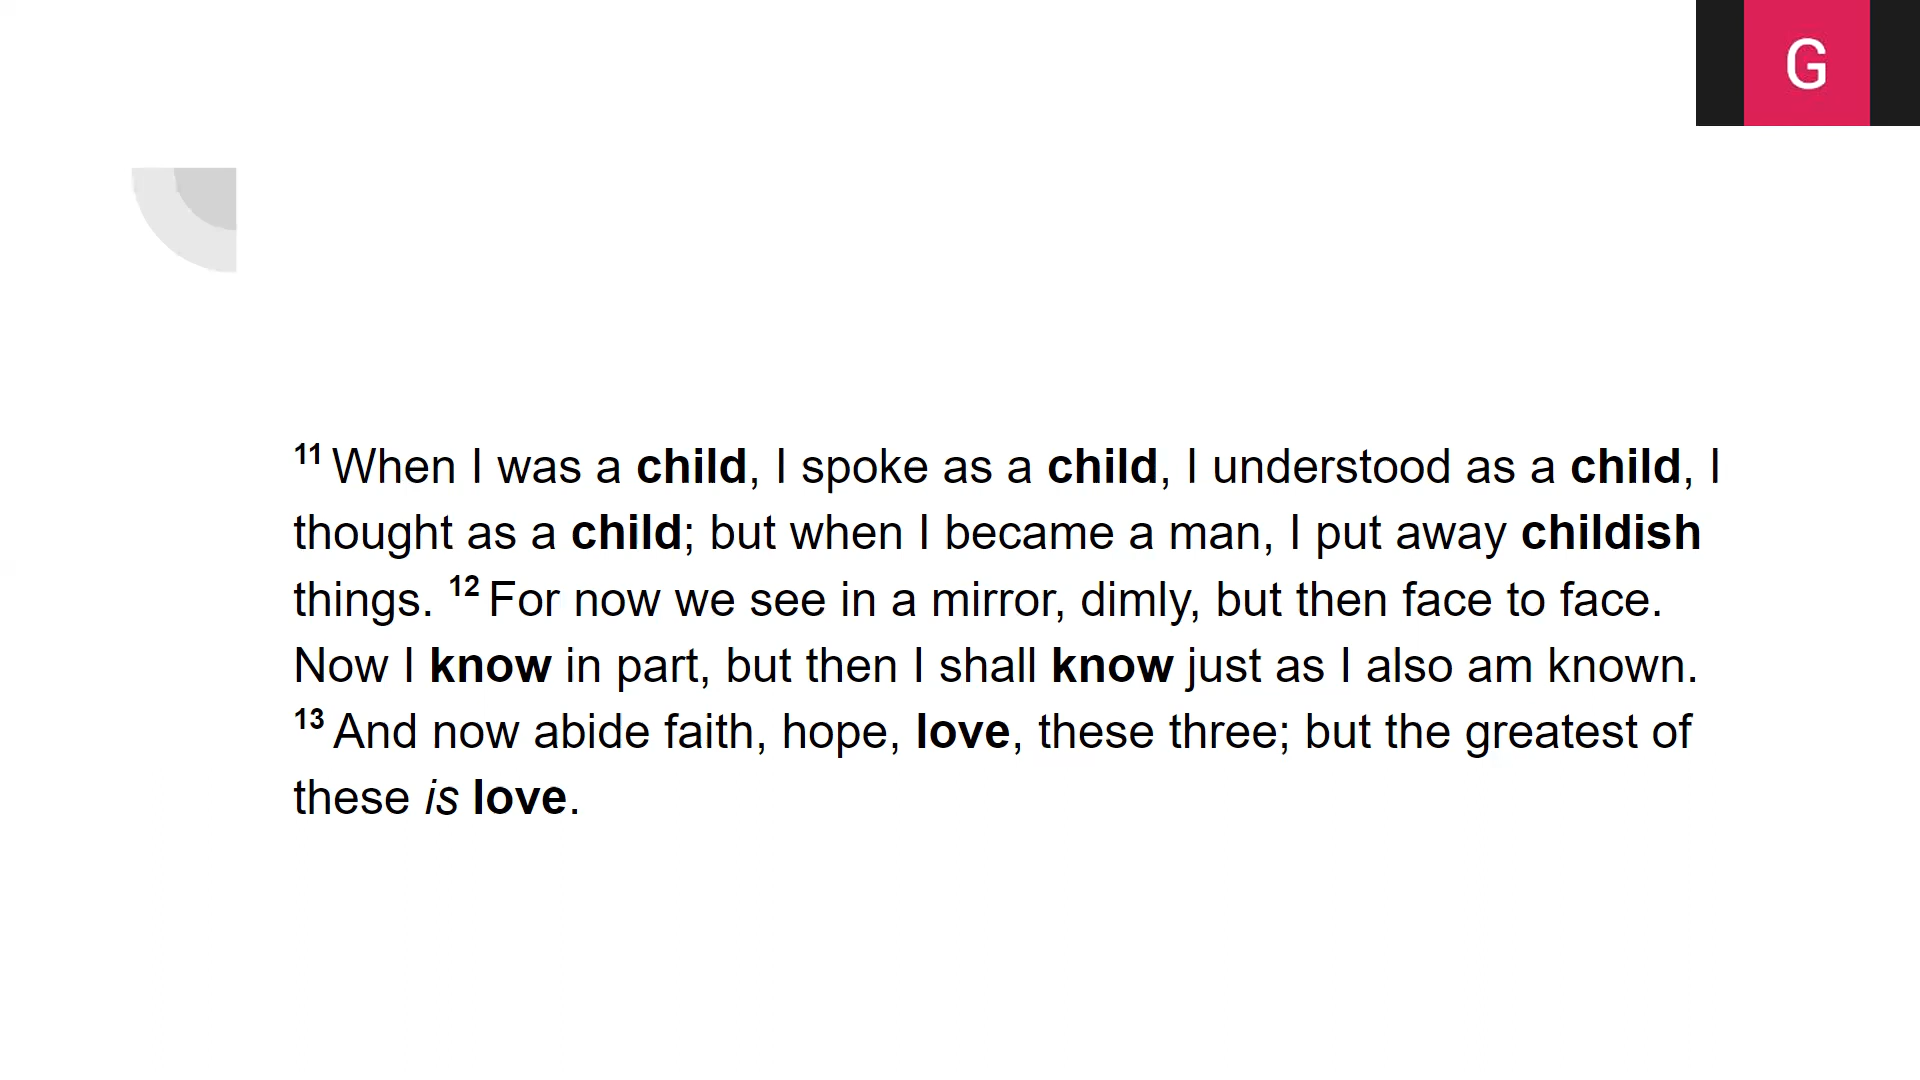 G
11 When I was a child, I spoke as a child, I understood as a child, I
thought as a child; but when I became a man, I put away childish
things. 12 For now we see in a mirror, dimly, but then face to face.
Now I know in part, but then I shall know just as I also am known.
13 And now abide faith, hope, love, these three; but the greatest of
these is love.